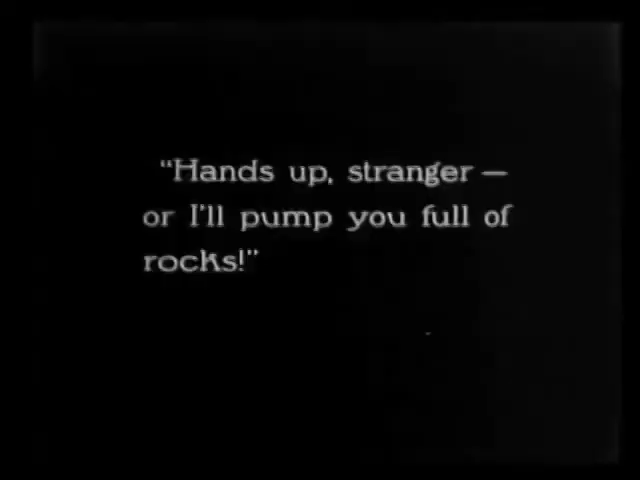 “Hands up, stranger —
or I'll pump you full of
rocks!”